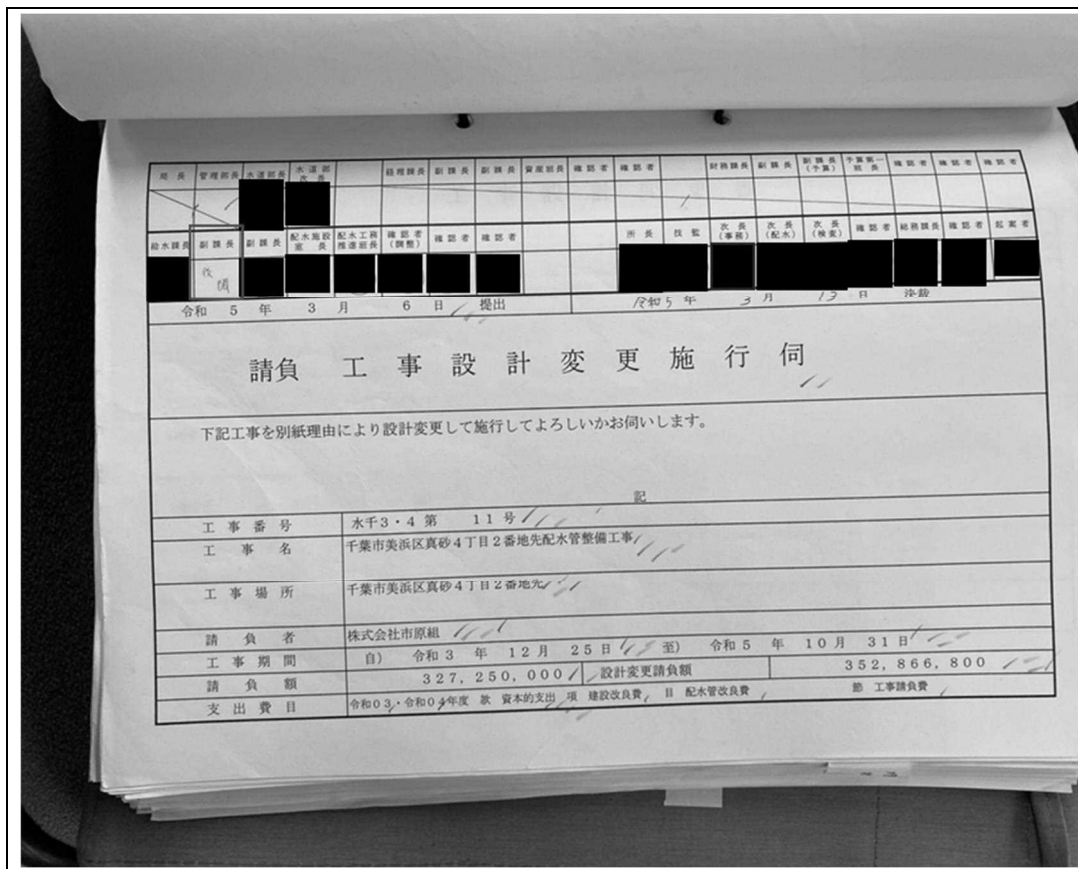 局長 管理部長 水道部長 水道部次長 経理課長 副課長 副課長 資産班長 確認者 確認者 財務課長 副課長 副課長(予算) 予算第一班長 確認者 確認者 確認者
給水課長 副課長 副課長 配水施設室長 配水工務推進班長 確認者(調整) 確認者 確認者 所長 技監 次長(事務) 次長(配水) 次長(検査) 確認者 総務課長 確認者 起案者
後閲
令和 5 年 3 月 6 日 提出 令和5年 3月 13日 決裁
請負 工事設計変更施行伺
下記工事を別紙理由により設計変更して施行してよろしいかお伺いします。
記
工事番号 水千3・4第 11号
工事名 千葉市美浜区真砂4丁目2番地先配水管整備工事
工事場所 千葉市美浜区真砂4丁目2番地先
請負者 株式会社市原組
工事期間 自) 令和3 年 12月 25日 至) 令和5 年 10月 31日
請負額 327,250,000 設計変更請負額 352,866,800
支出費目 令和03・令和04年度 款 資本的支出 項 建設改良費 目 配水管改良費 節 工事請負費